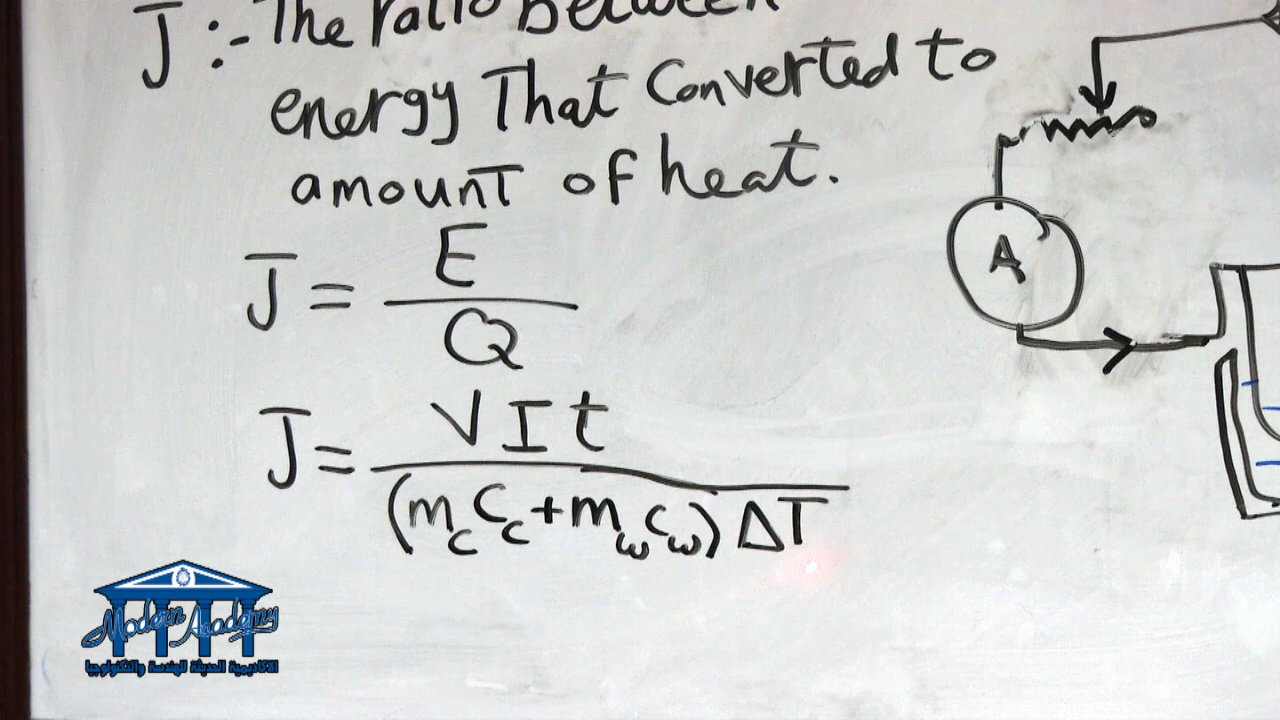 J :- The ratio Between
energy That Converted to
amount of heat.
J = E / Q
J = V I t / (m_c C_c + m_w C_w) ΔT
A
Modern Academy
الاكاديمية الحديثة للهندسة والتكنولوجيا